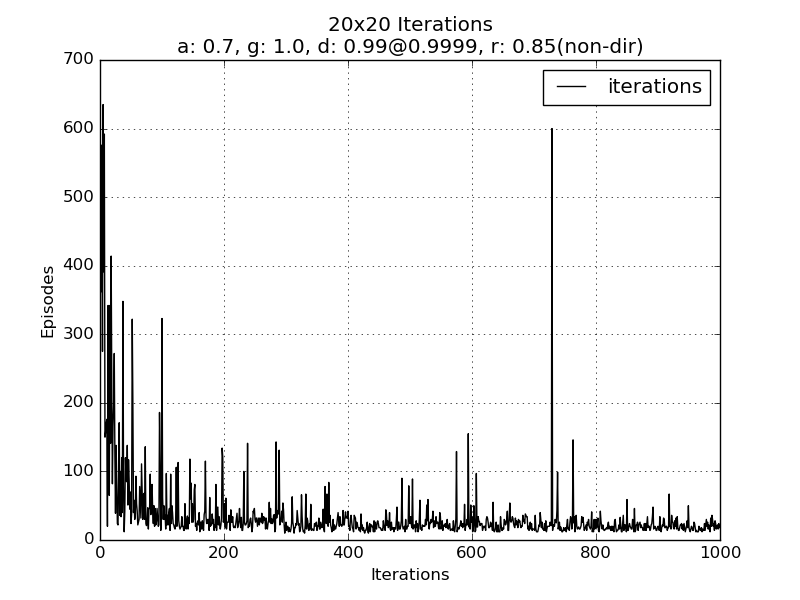 20x20 Iterations
a: 0.7, g: 1.0, d: 0.99@0.9999, r: 0.85(non-dir)
700
600
500
400
300
200
100
0
Episodes
iterations
0 200 400 600 800 1000
Iterations